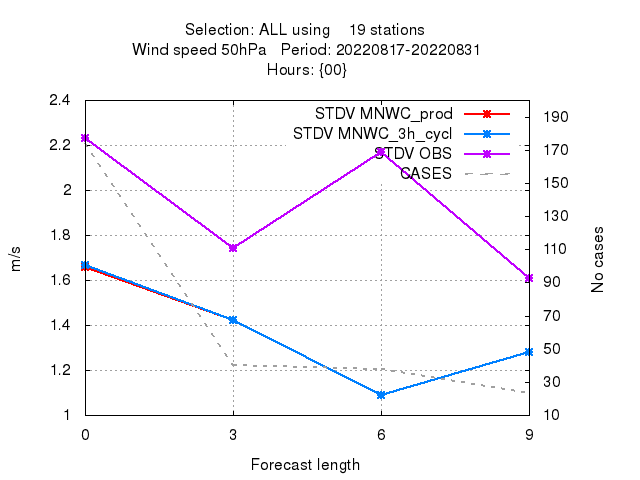 Selection: ALL using    19 stations
Wind speed 50hPa   Period: 20220817-20220831
Hours: {00}
STDV MNWC_prod
STDV MNWC_3h_cycl
STDV OBS
CASES
2.4
2.2
2
1.8
1.6
1.4
1.2
1
m/s
190
170
150
130
110
90
70
50
30
10
No cases
0 3 6 9
Forecast length